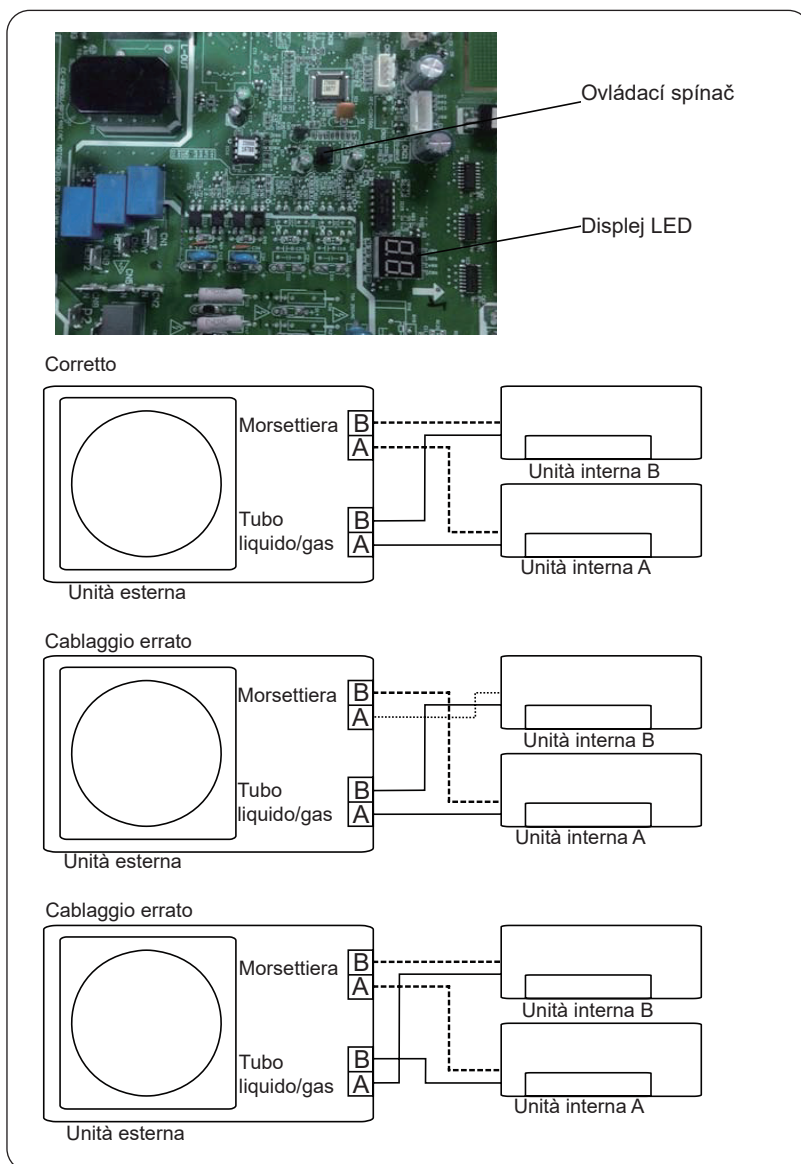 Ovládací spínač
Displej LED
L-OUT
Corretto
Morsettiera
B
A
Tubo
liquido/gas
B
A
Unità esterna
Unità interna B
Unità interna A
Cablaggio errato
Morsettiera
B
A
Tubo
liquido/gas
B
A
Unità esterna
Unità interna B
Unità interna A
Cablaggio errato
Morsettiera
B
A
Tubo
liquido/gas
B
A
Unità esterna
Unità interna B
Unità interna A